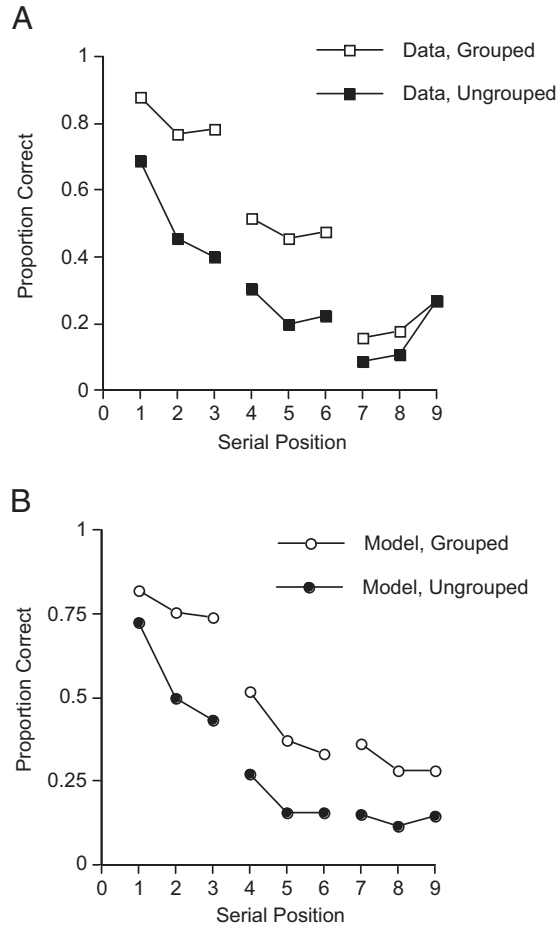 A
Data, Grouped
Data, Ungrouped
Proportion Correct
1
0.8
0.6
0.4
0.2
0
0 1 2 3 4 5 6 7 8 9
Serial Position
B
Model, Grouped
Model, Ungrouped
Proportion Correct
1
0.75
0.5
0.25
0
0 1 2 3 4 5 6 7 8 9
Serial Position